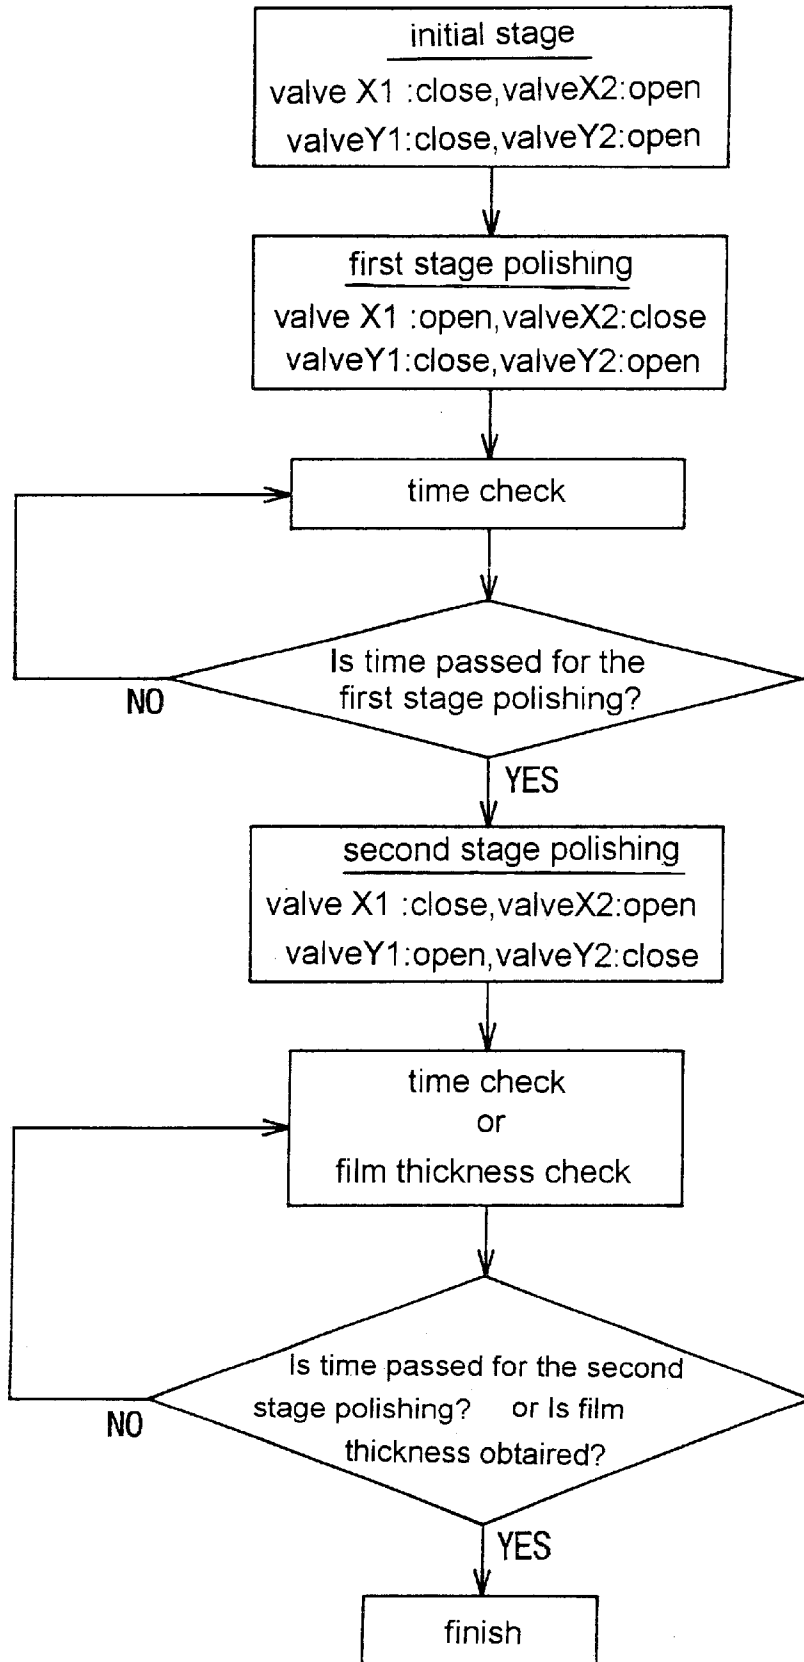 initial stage
valve X1 :close,valveX2:open
valveY1:close,valveY2:open
first stage polishing
valve X1 :open,valveX2:close
valveY1:close,valveY2:open
time check
Is time passed for the
first stage polishing?
NO
YES
second stage polishing
valve X1 :close,valveX2:open
valveY1:open,valveY2:close
time check
or
film thickness check
Is time passed for the second
stage polishing? or Is film
thickness obtaired?
NO
YES
finish